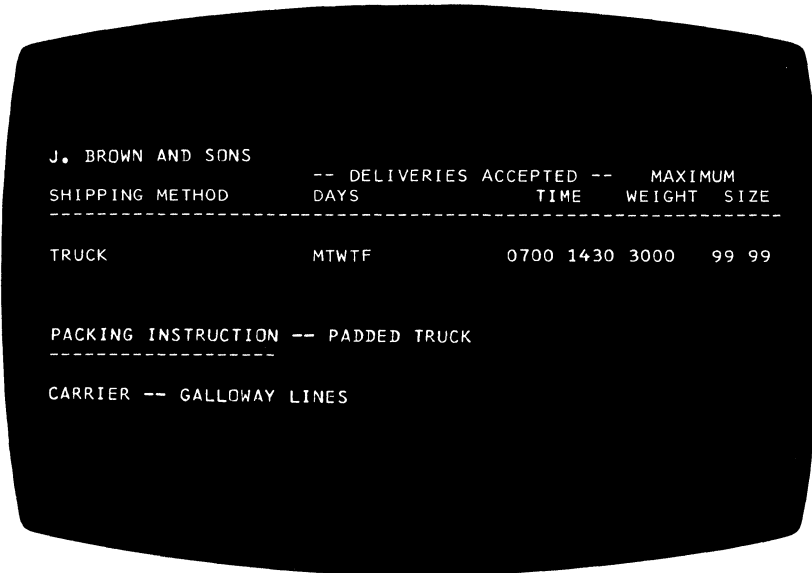 J. BROWN AND SONS
-- DELIVERIES ACCEPTED -- MAXIMUM
SHIPPING METHOD DAYS TIME WEIGHT SIZE
TRUCK MTWTF 0700 1430 3000 99 99
PACKING INSTRUCTION -- PADDED TRUCK
CARRIER -- GALLOWAY LINES